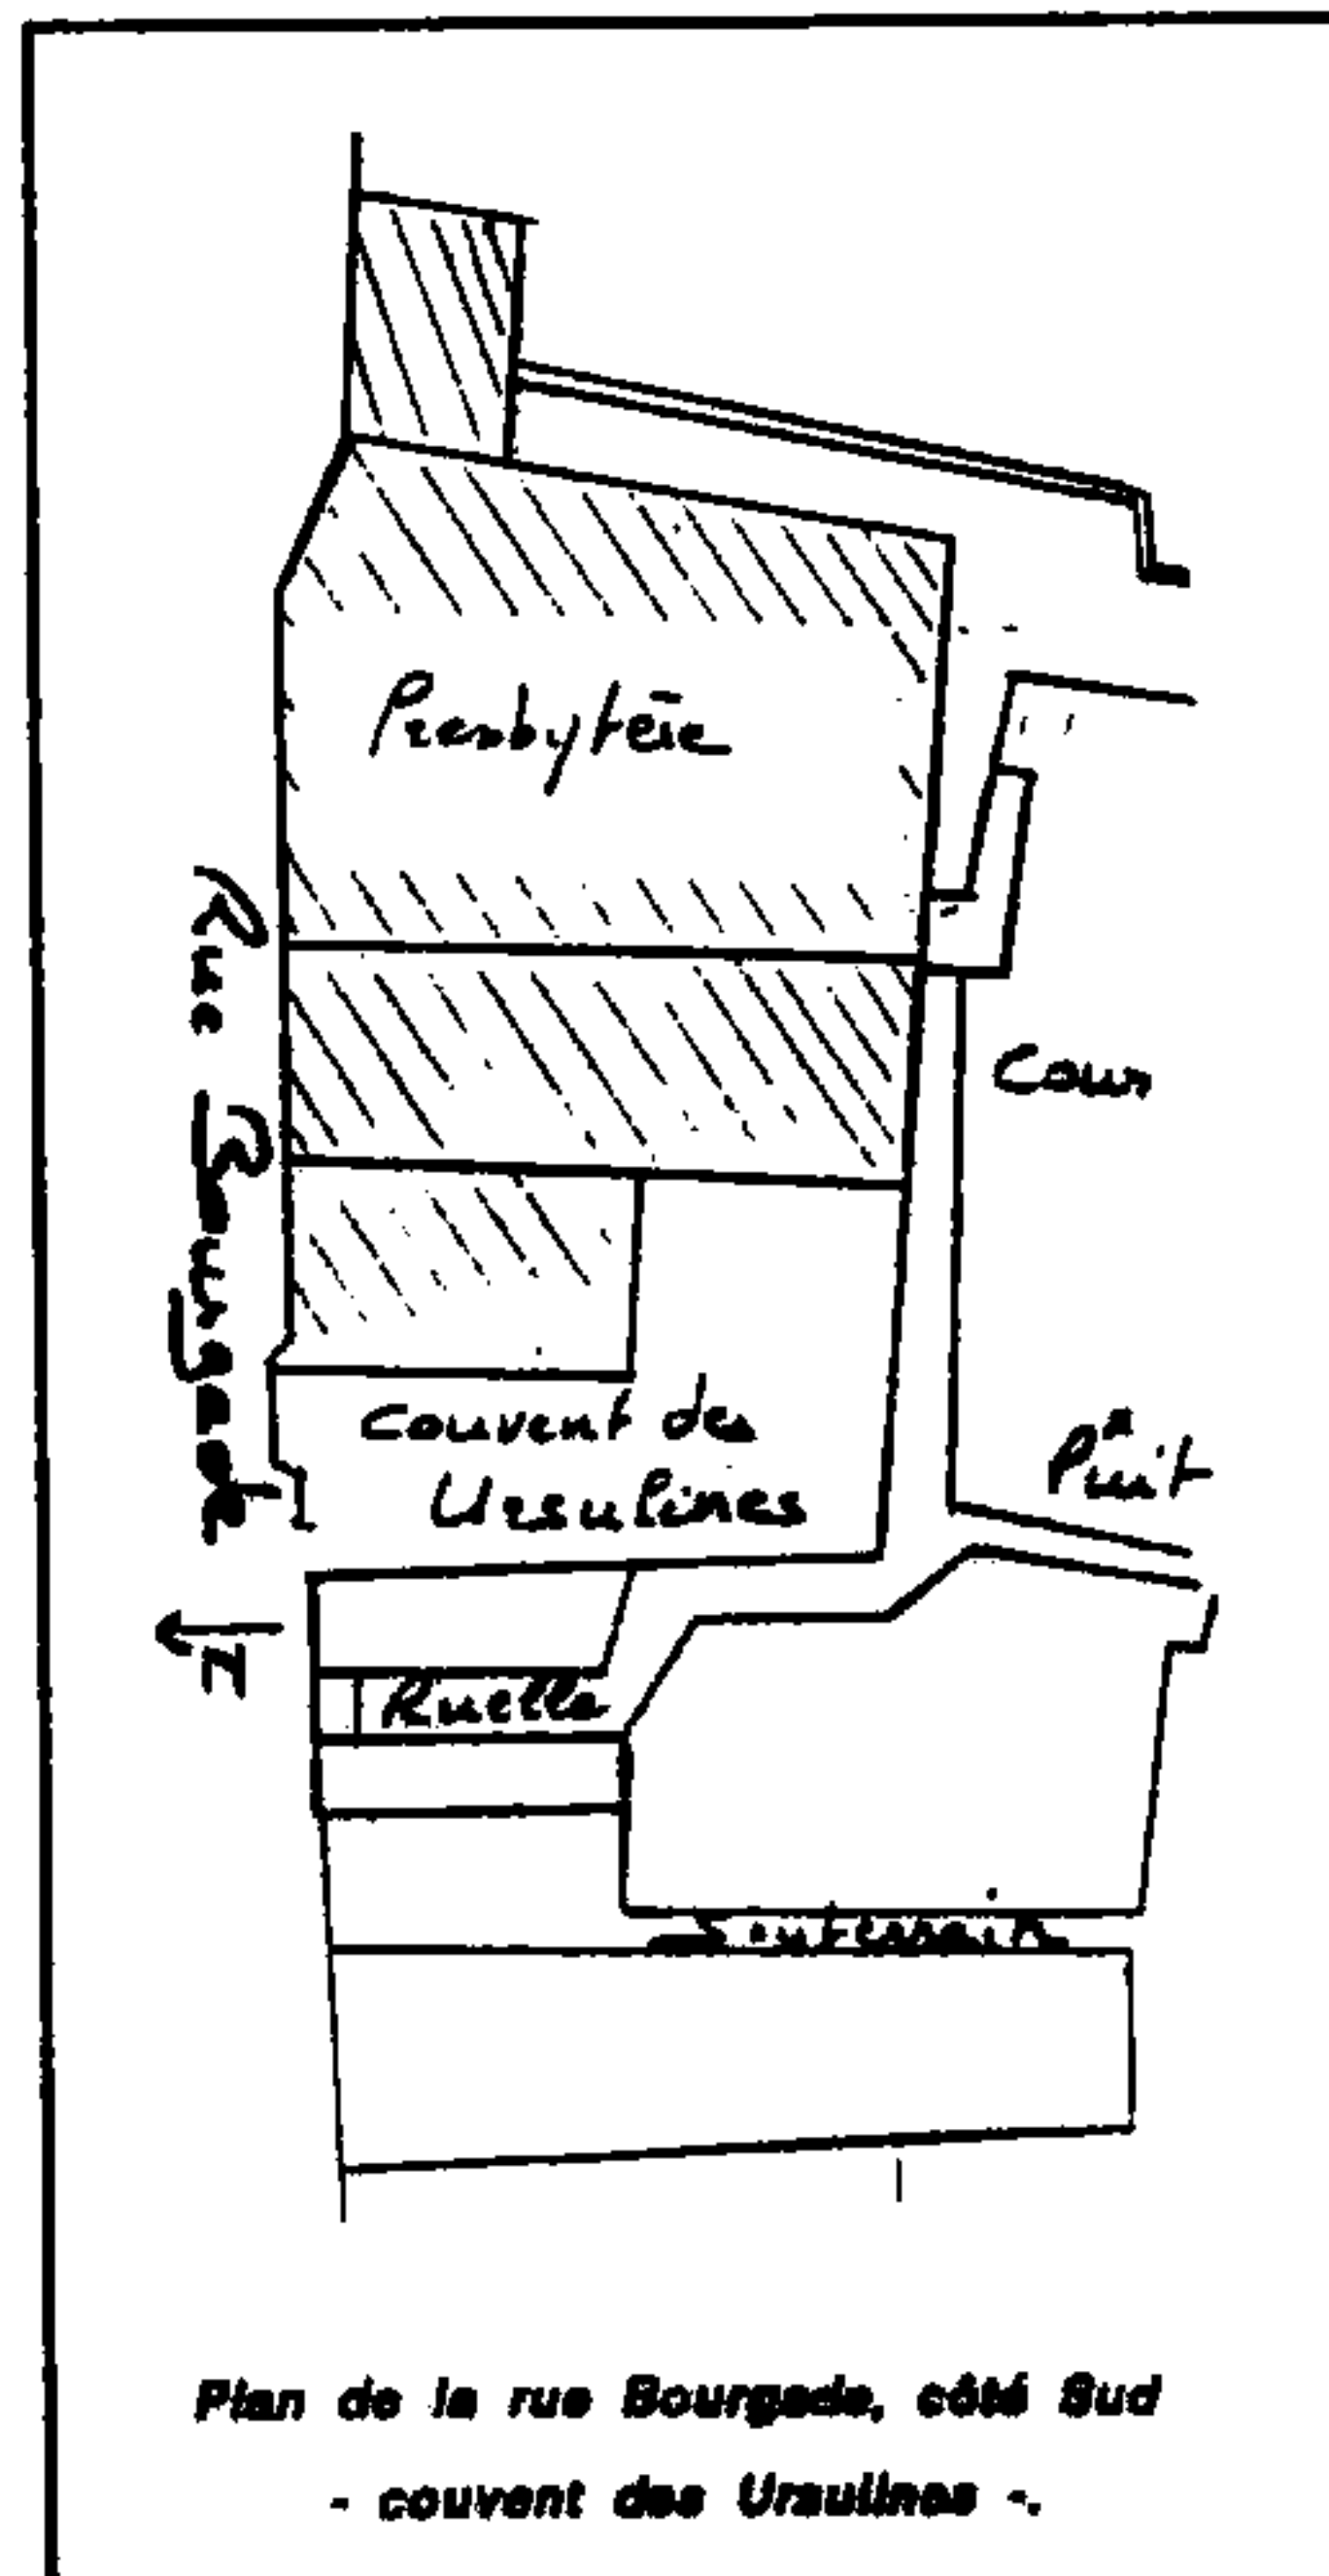 Presbytère
Rue Bourgade
Cour
Couvent des
Ursulines
Puit
N
Ruelle
Souterrain
Plan de la rue Bourgade, côté Sud
- couvent des Ursulines -.